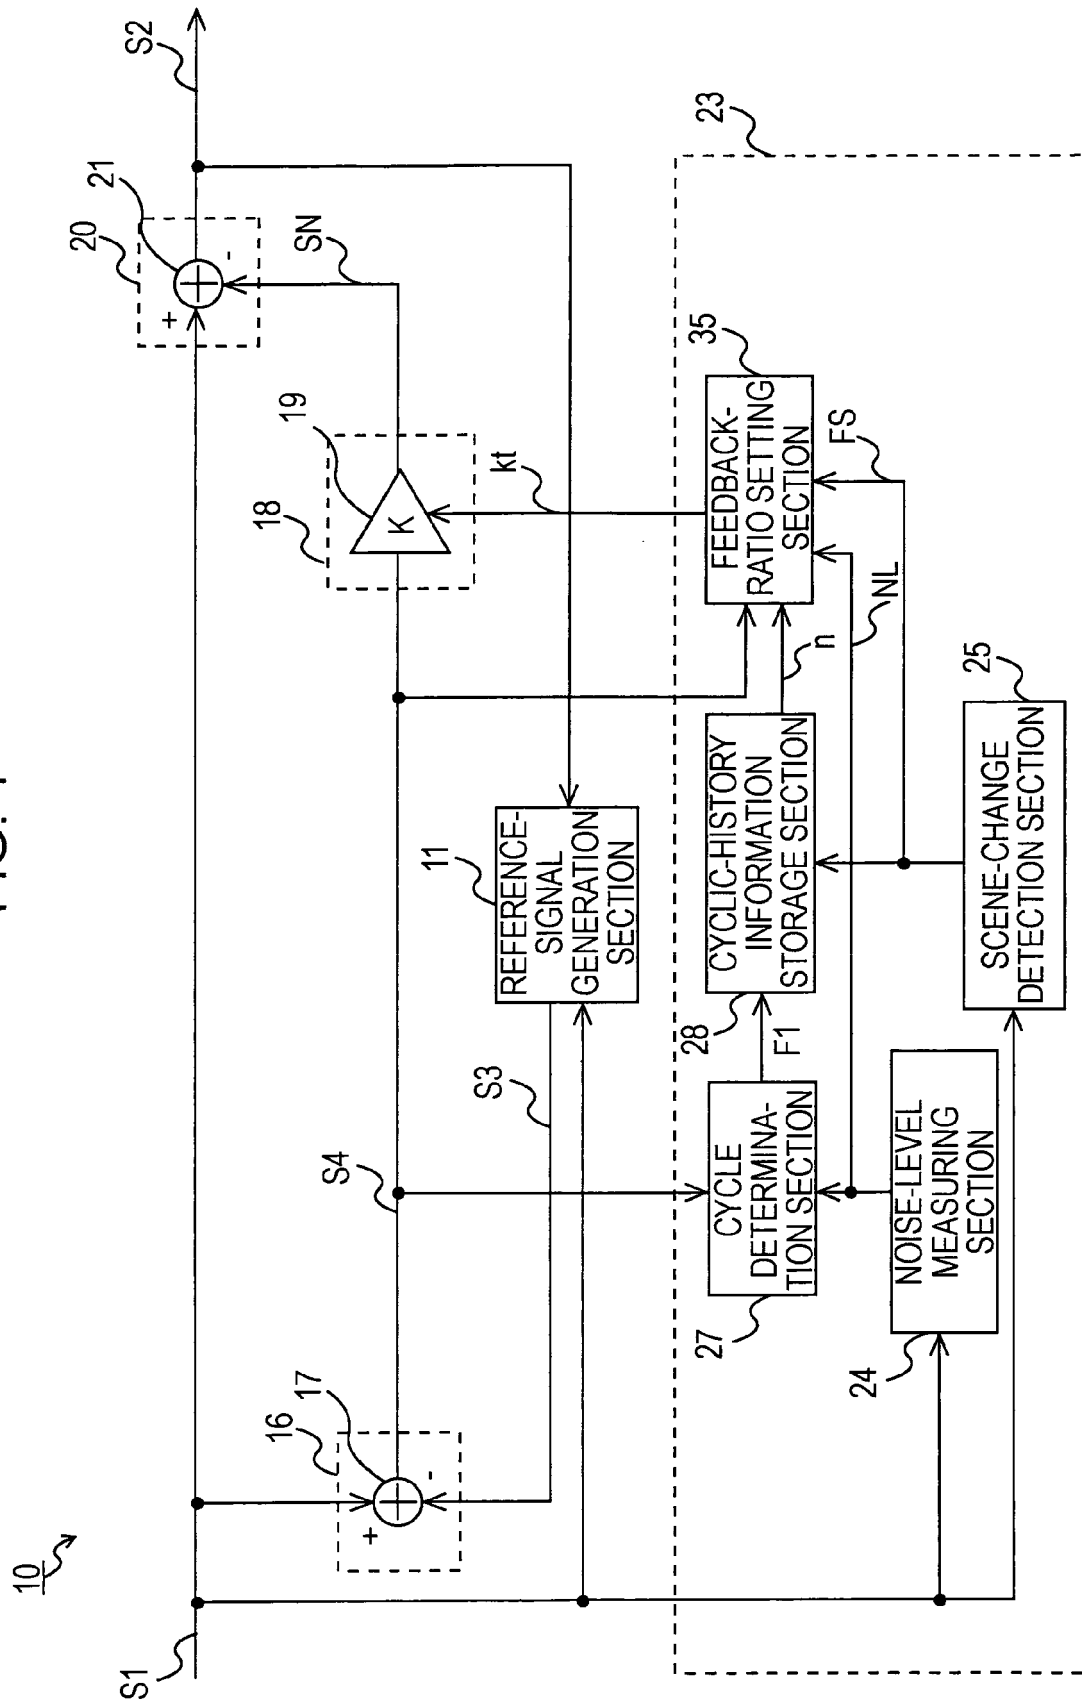 10
S1
S2
20
21
+
-
SN
16
17
+
-
S4
18
19
K
S3
11
REFERENCE-
SIGNAL
GENERATION
SECTION
kt
23
27
CYCLE
DETERMINA-
TION SECTION
F1
28
CYCLIC-HISTORY
INFORMATION
STORAGE SECTION
n
35
FEEDBACK-
RATIO SETTING
SECTION
FS
NL
24
NOISE-LEVEL
MEASURING
SECTION
25
SCENE-CHANGE
DETECTION SECTION